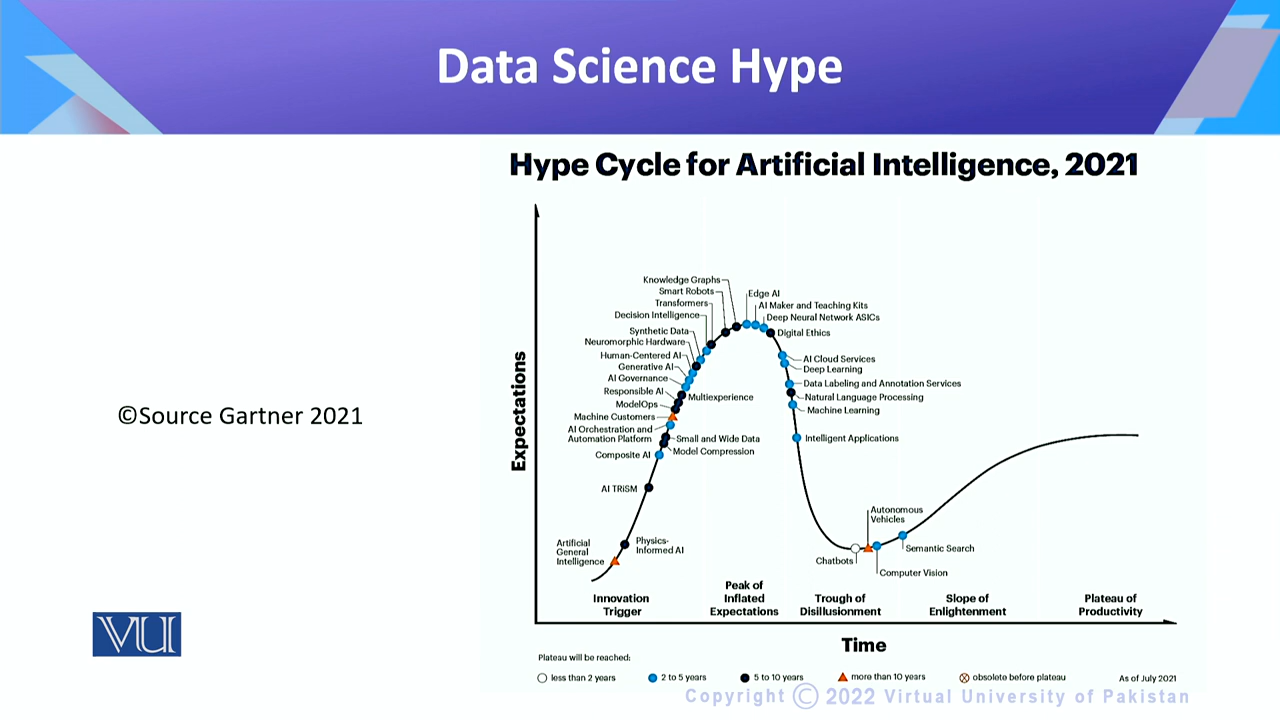 Data Science Hype
Hype Cycle for Artificial Intelligence, 2021
©Source Gartner 2021
Expectations
Knowledge Graphs
Smart Robots
Transformers
Decision Intelligence
Synthetic Data
Neuromorphic Hardware
Human-Centered AI
Generative AI
AI Governance
Responsible AI
Multiexperience
ModelOps
Machine Customers
AI Orchestration and
Automation Platform
Small and Wide Data
Model Compression
Composite AI
AI TRiSM
Artificial
General
Intelligence
Physics-
Informed AI
Edge AI
AI Maker and Teaching Kits
Deep Neural Network ASICs
Digital Ethics
AI Cloud Services
Deep Learning
Data Labeling and Annotation Services
Natural Language Processing
Machine Learning
Intelligent Applications
Autonomous
Vehicles
Chatbots
Semantic Search
Computer Vision
Innovation
Trigger
Peak of
Inflated
Expectations
Trough of
Disillusionment
Slope of
Enlightenment
Plateau of
Productivity
Time
VU
Plateau will be reached:
less than 2 years
2 to 5 years
5 to 10 years
more than 10 years
obsolete before plateau
As of July 2021
Copyright © 2022 Virtual University of Pakistan